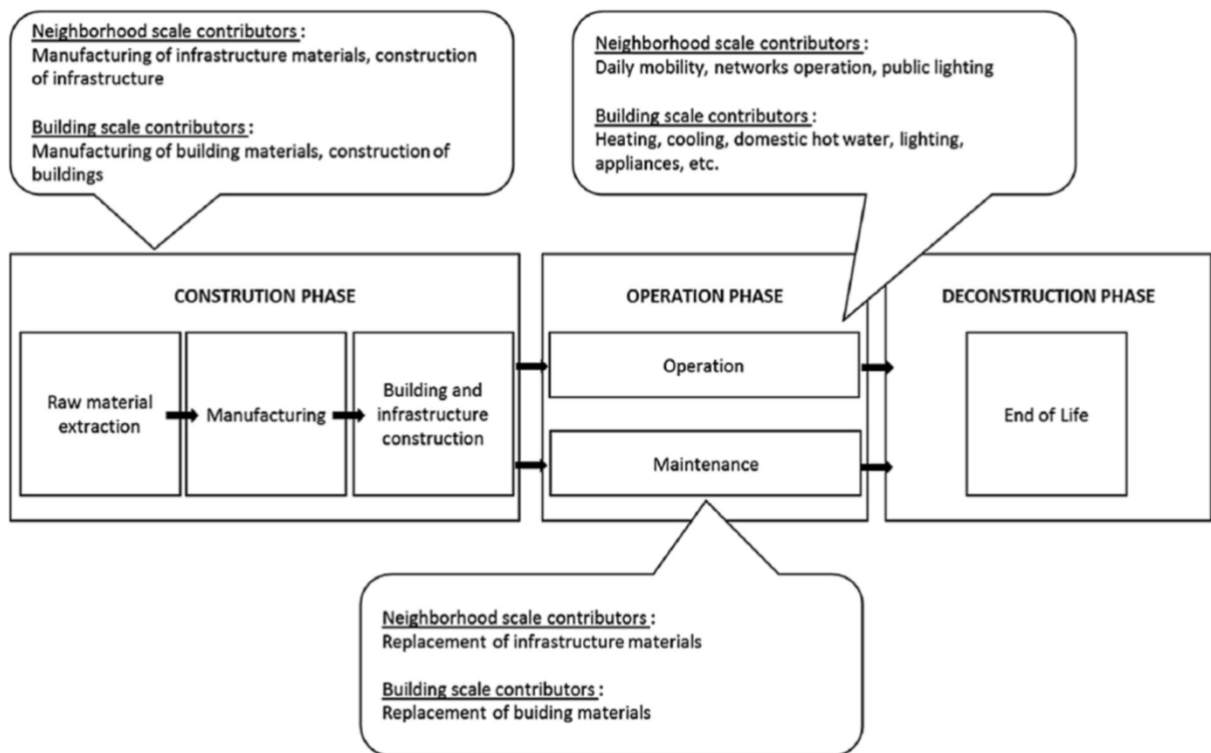 Neighborhood scale contributors :
Manufacturing of infrastructure materials, construction
of infrastructure
Building scale contributors :
Manufacturing of building materials, construction of
buildings
Neighborhood scale contributors :
Daily mobility, networks operation, public lighting
Building scale contributors :
Heating, cooling, domestic hot water, lighting,
appliances, etc.
CONSTRUTION PHASE
Raw material
extraction
Manufacturing
Building and
infrastructure
construction
OPERATION PHASE
Operation
Maintenance
DECONSTRUCTION PHASE
End of Life
Neighborhood scale contributors :
Replacement of infrastructure materials
Building scale contributors :
Replacement of buiding materials